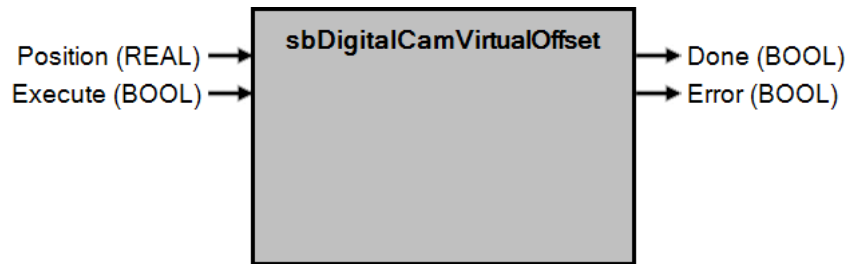 sbDigitalCamVirtualOffset
Position (REAL)
Execute (BOOL)
Done (BOOL)
Error (BOOL)